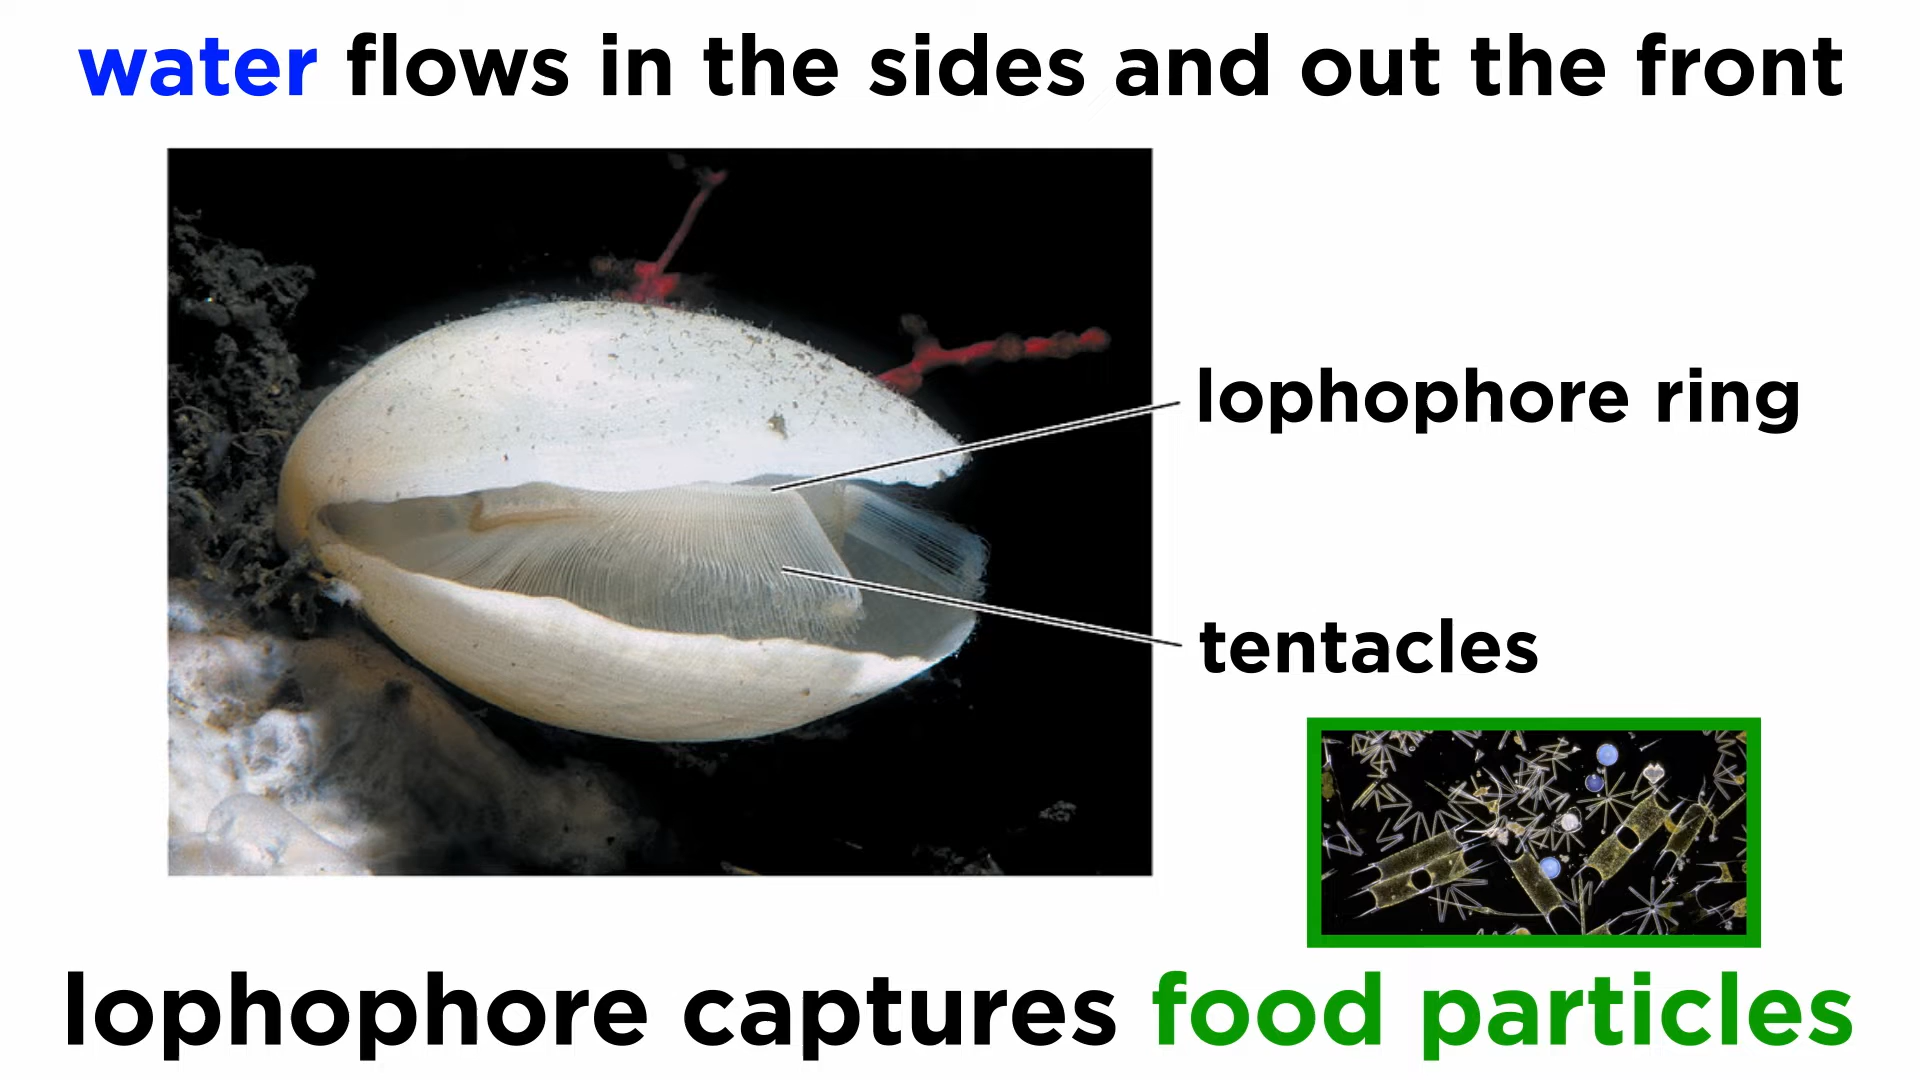 water flows in the sides and out the front
lophophore ring
tentacles
lophophore captures food particles